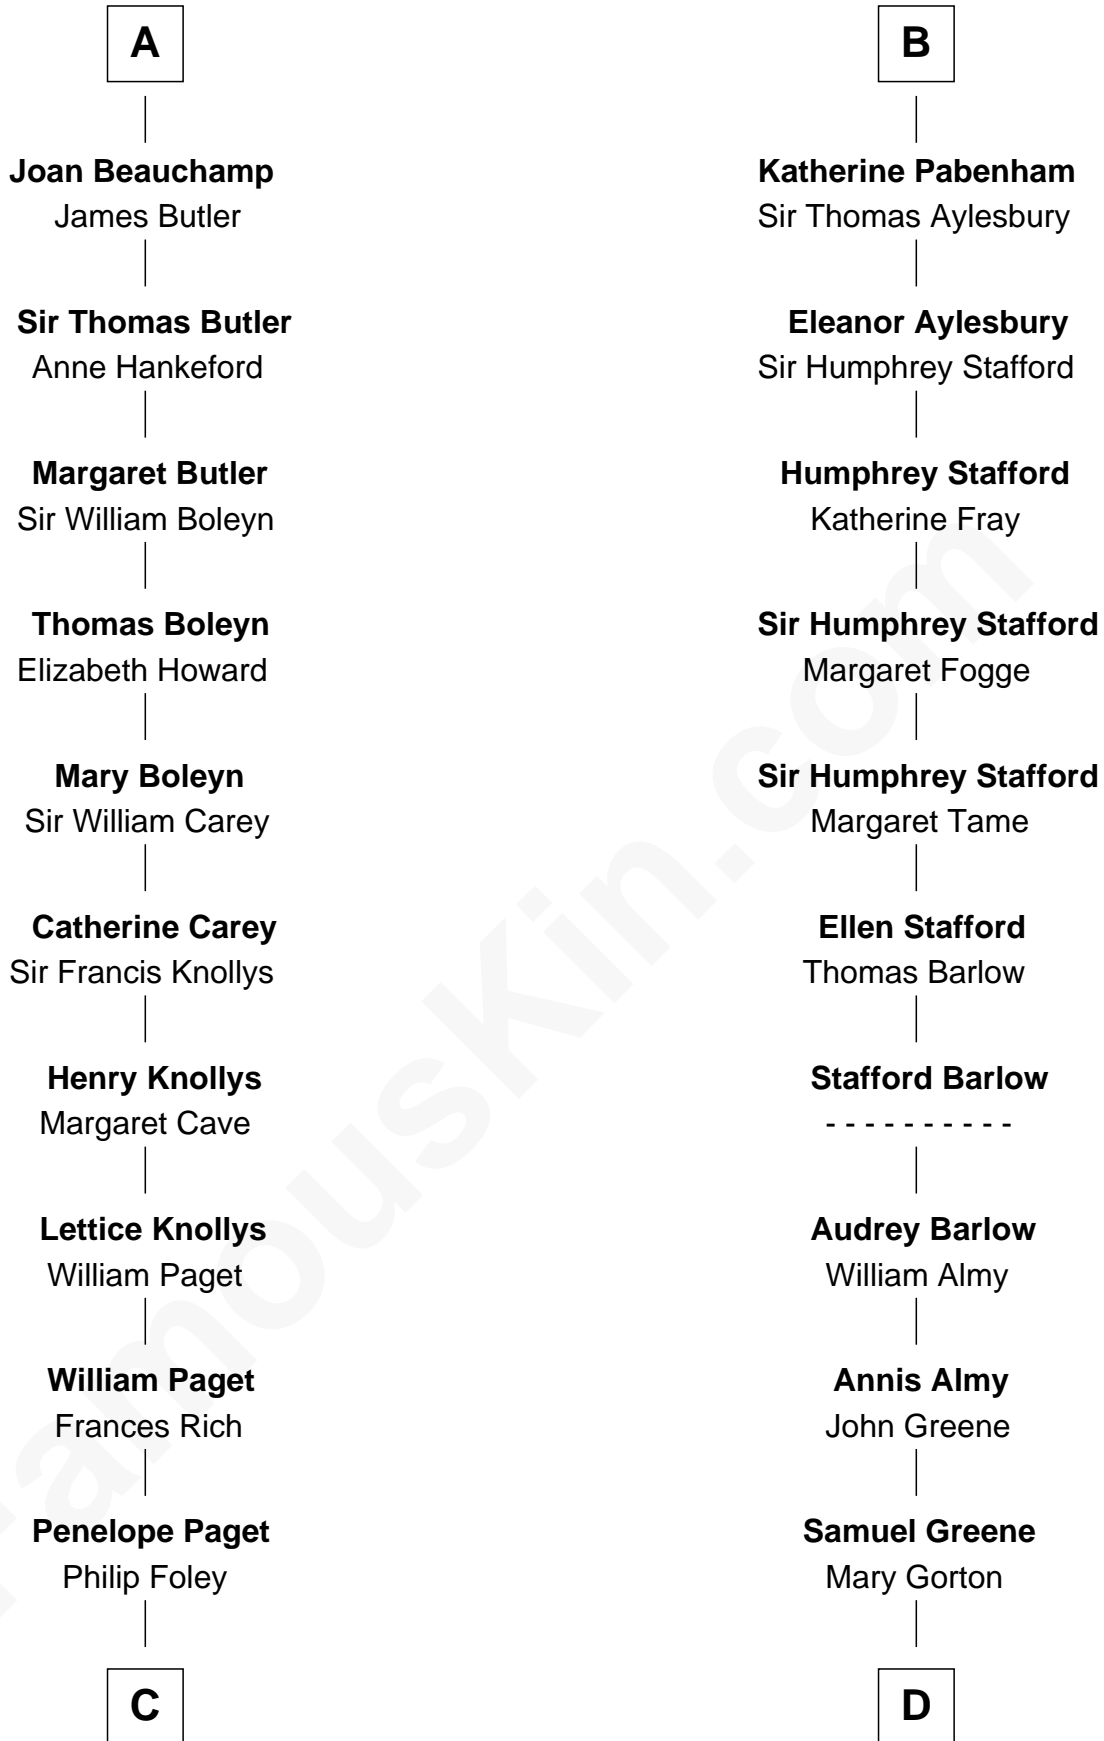 A
Joan Beauchamp
James Butler
Sir Thomas Butler
Anne Hankeford
Margaret Butler
Sir William Boleyn
Thomas Boleyn
Elizabeth Howard
Mary Boleyn
Sir William Carey
Catherine Carey
Sir Francis Knollys
Henry Knollys
Margaret Cave
Lettice Knollys
William Paget
William Paget
Frances Rich
Penelope Paget
Philip Foley
C
B
Katherine Pabenham
Sir Thomas Aylesbury
Eleanor Aylesbury
Sir Humphrey Stafford
Humphrey Stafford
Katherine Fray
Sir Humphrey Stafford
Margaret Fogge
Sir Humphrey Stafford
Margaret Tame
Ellen Stafford
Thomas Barlow
Stafford Barlow
- - - - - - - - - -
Audrey Barlow
William Almy
Annis Almy
John Greene
Samuel Greene
Mary Gorton
D
FamousKin.com